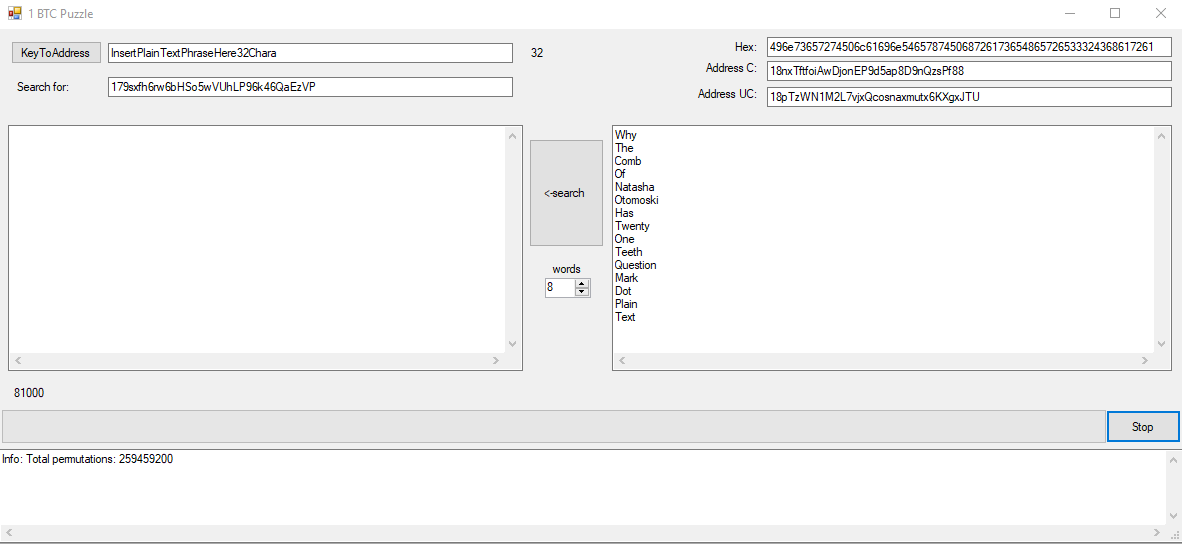 1 BTC Puzzle
KeyToAddress
InsertPlainTextPhraseHere32Chara
32
Hex:
496e73657274506c61696e54657874506872617365486572653332436861​7261
Search for:
179sxfh6rw6bHSo5wVUhLP96k46QaEzVP
Address C:
18nxTftfoiAwDjonEP9d5ap8D9nQzsPf88
Address UC:
18pTzWN1M2L7vjxQcosnaxmutx6KXgxJTU
<-search
words
8
Why
The
Comb
Of
Natasha
Otomoski
Has
Twenty
One
Teeth
Question
Mark
Dot
Plain
Text
81000
Stop
Info: Total permutations: 259459200